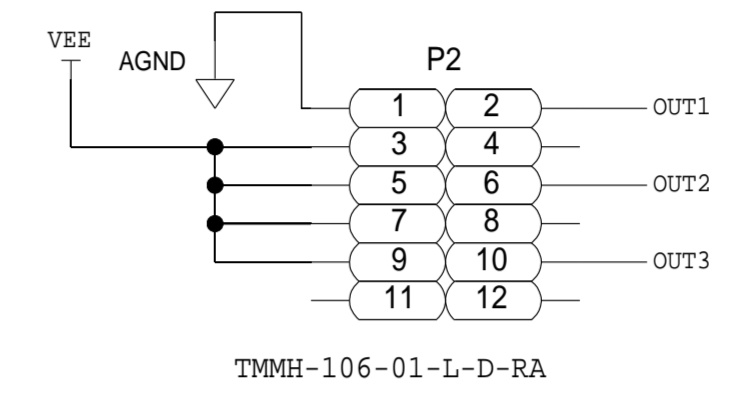 VEE
AGND
P2
1 2 OUT1
3 4
5 6 OUT2
7 8
9 10 OUT3
11 12
TMMH-106-01-L-D-RA